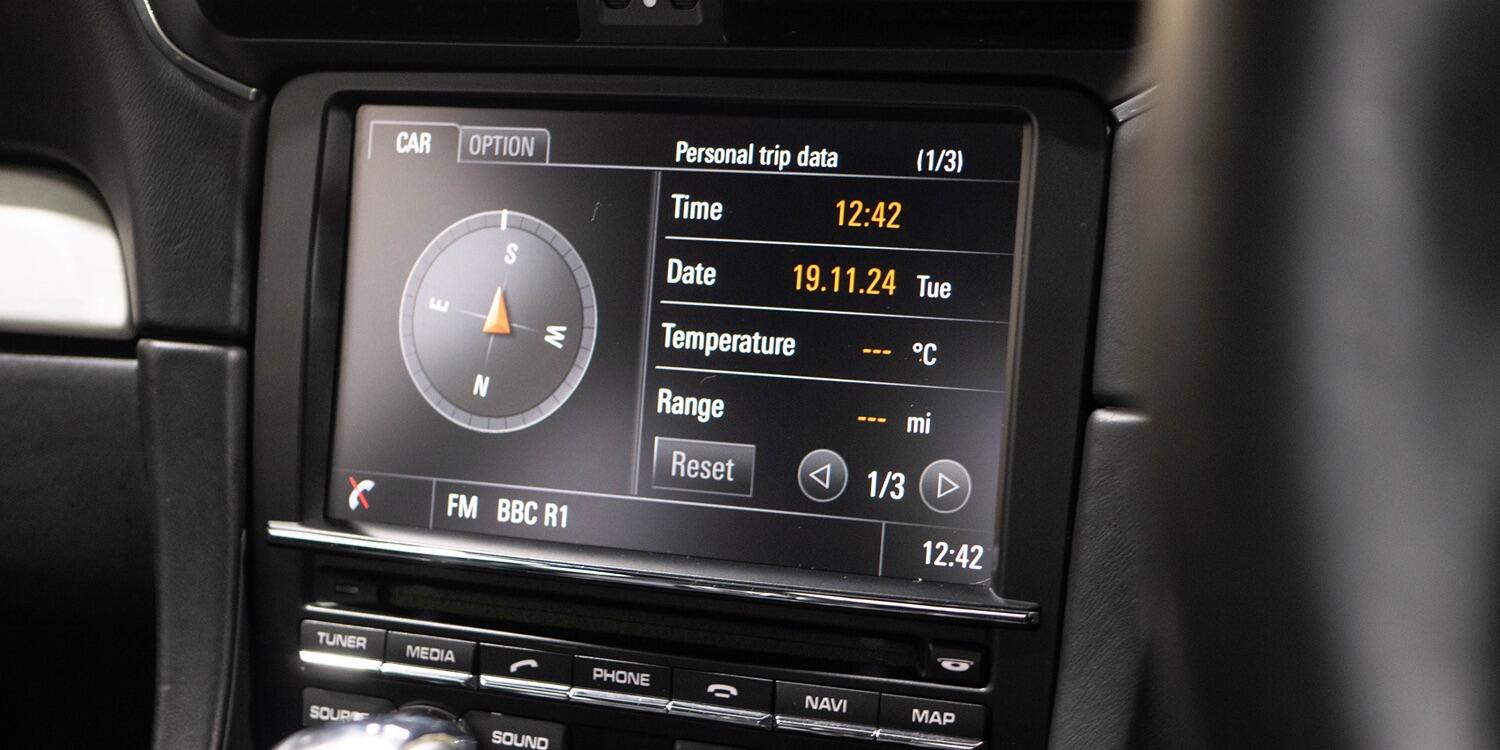 CAR OPTION Personal trip data (1/3)
S
E
W
N
Time 12:42
Date 19.11.24 Tue
Temperature --- °C
Range --- mi
Reset 1/3
FM BBC R1
12:42
TUNER MEDIA PHONE NAVI MAP
SOURCE SOUND